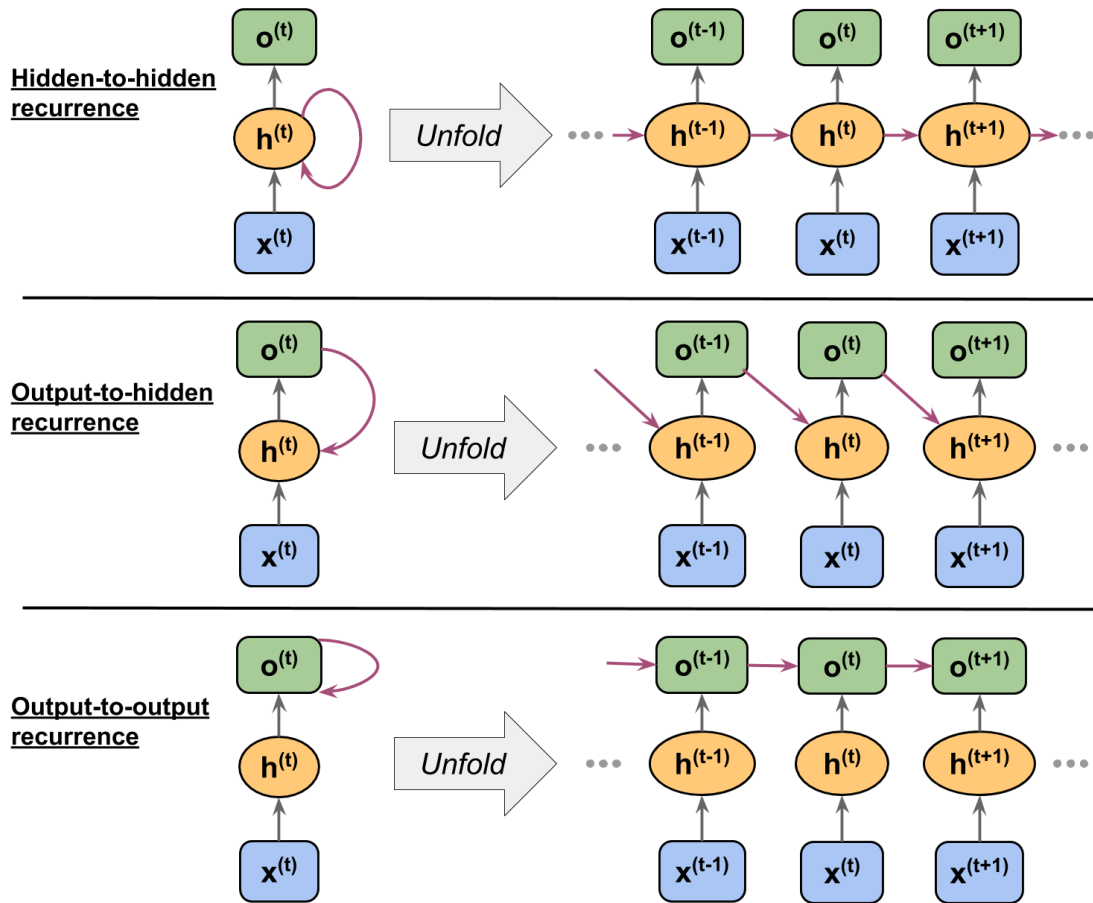 o(t)
o(t-1)
o(t)
o(t+1)
Hidden-to-hidden
recurrence
h(t)
Unfold
h(t-1)
h(t)
h(t+1)
x(t)
x(t-1)
x(t)
x(t+1)
o(t)
o(t-1)
o(t)
o(t+1)
Output-to-hidden
recurrence
h(t)
Unfold
h(t-1)
h(t)
h(t+1)
x(t)
x(t-1)
x(t)
x(t+1)
o(t)
o(t-1)
o(t)
o(t+1)
Output-to-output
recurrence
h(t)
Unfold
h(t-1)
h(t)
h(t+1)
x(t)
x(t-1)
x(t)
x(t+1)